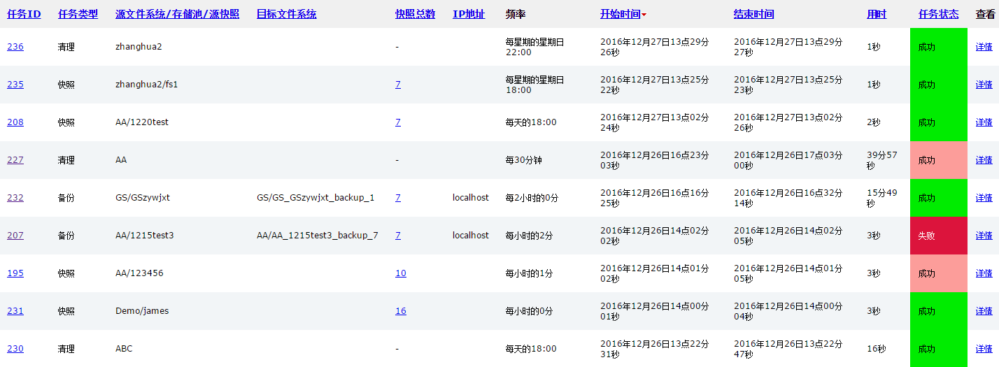 任务ID 任务类型 源文件系统/存储池/源快照 目标文件系统 快照总数 IP地址 频率 开始时间 结束时间 用时 任务状态 查看
236 清理 zhanghua2 - 每星期的星期日 22:00 2016年12月27日13点29分26秒 2016年12月27日13点29分27秒 1秒 成功 详情
235 快照 zhanghua2/fs1 7 每星期的星期日 18:00 2016年12月27日13点25分22秒 2016年12月27日13点25分23秒 1秒 成功 详情
208 快照 AA/1220test 7 每天的18:00 2016年12月27日13点02分24秒 2016年12月27日13点02分26秒 2秒 成功 详情
227 清理 AA - 每30分钟 2016年12月26日16点23分03秒 2016年12月26日17点03分00秒 39分57秒 成功 详情
232 备份 GS/GSzywjxt GS/GS_GSzywjxt_backup_1 7 localhost 每2小时的0分 2016年12月26日16点16分25秒 2016年12月26日16点32分14秒 15分49秒 成功 详情
207 备份 AA/1215test3 AA/AA_1215test3_backup_7 7 localhost 每小时的2分 2016年12月26日14点02分02秒 2016年12月26日14点02分05秒 3秒 失败 详情
195 快照 AA/123456 10 每小时的1分 2016年12月26日14点01分02秒 2016年12月26日14点01分05秒 3秒 成功 详情
231 快照 Demo/james 16 每小时的0分 2016年12月26日14点00分01秒 2016年12月26日14点00分04秒 3秒 成功 详情
230 清理 ABC - 每天的18:00 2016年12月26日13点22分31秒 2016年12月26日13点22分47秒 16秒 成功 详情